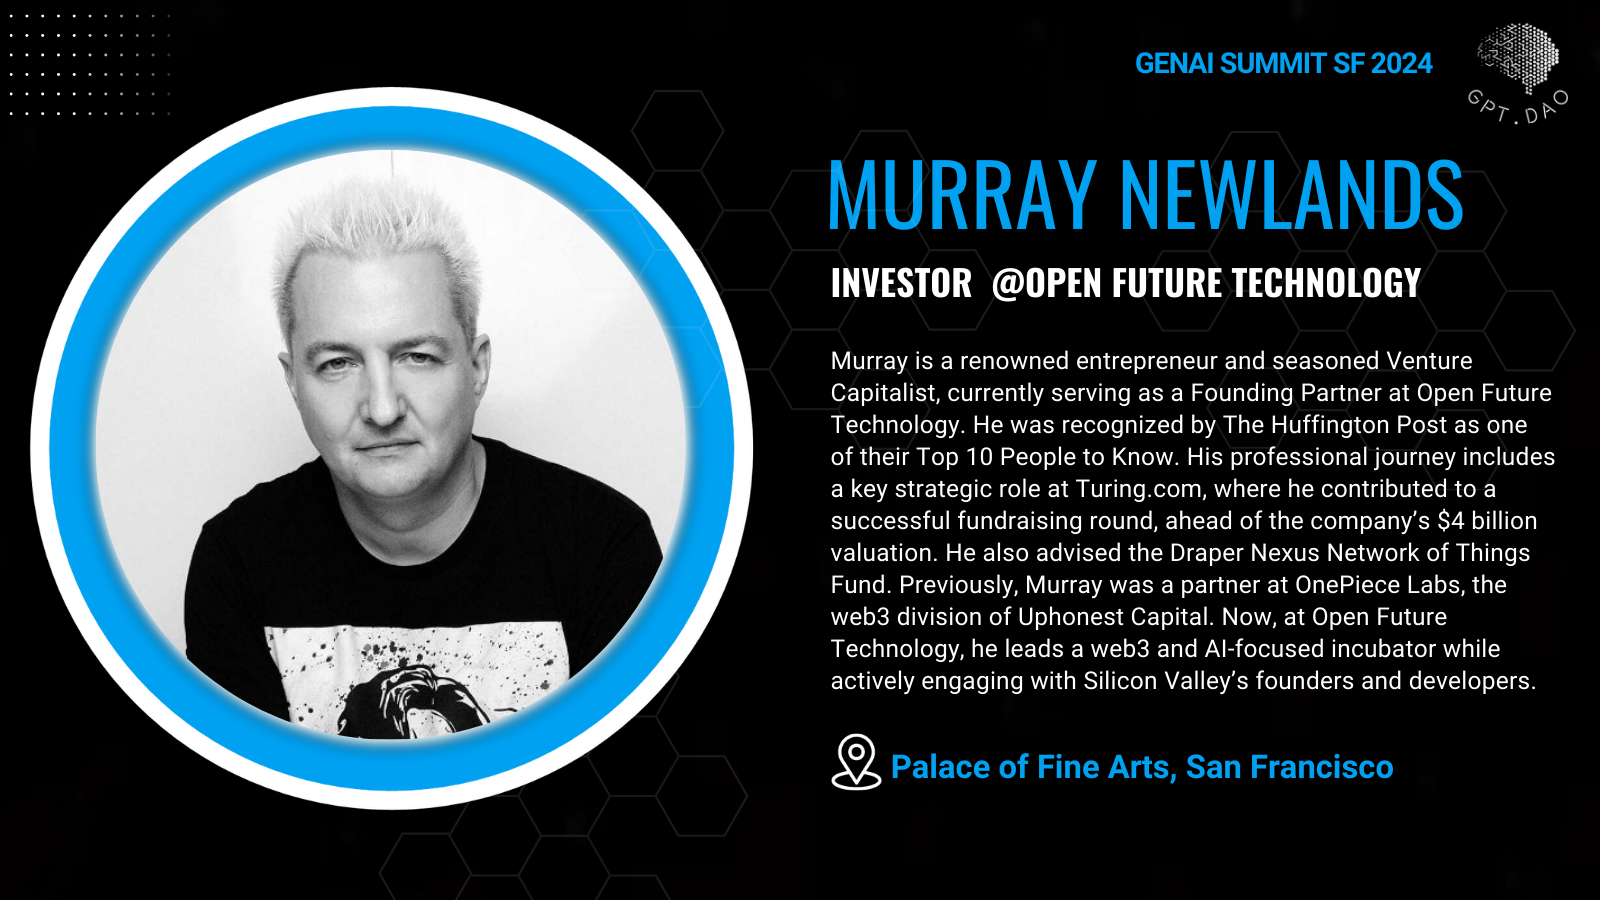 GENAI SUMMIT SF 2024
GPT.DAO
MURRAY NEWLANDS
INVESTOR @OPEN FUTURE TECHNOLOGY
Murray is a renowned entrepreneur and seasoned Venture
Capitalist, currently serving as a Founding Partner at Open Future
Technology. He was recognized by The Huffington Post as one
of their Top 10 People to Know. His professional journey includes
a key strategic role at Turing.com, where he contributed to a
successful fundraising round, ahead of the company’s $4 billion
valuation. He also advised the Draper Nexus Network of Things
Fund. Previously, Murray was a partner at OnePiece Labs, the
web3 division of Uphonest Capital. Now, at Open Future
Technology, he leads a web3 and AI-focused incubator while
actively engaging with Silicon Valley’s founders and developers.
Palace of Fine Arts, San Francisco